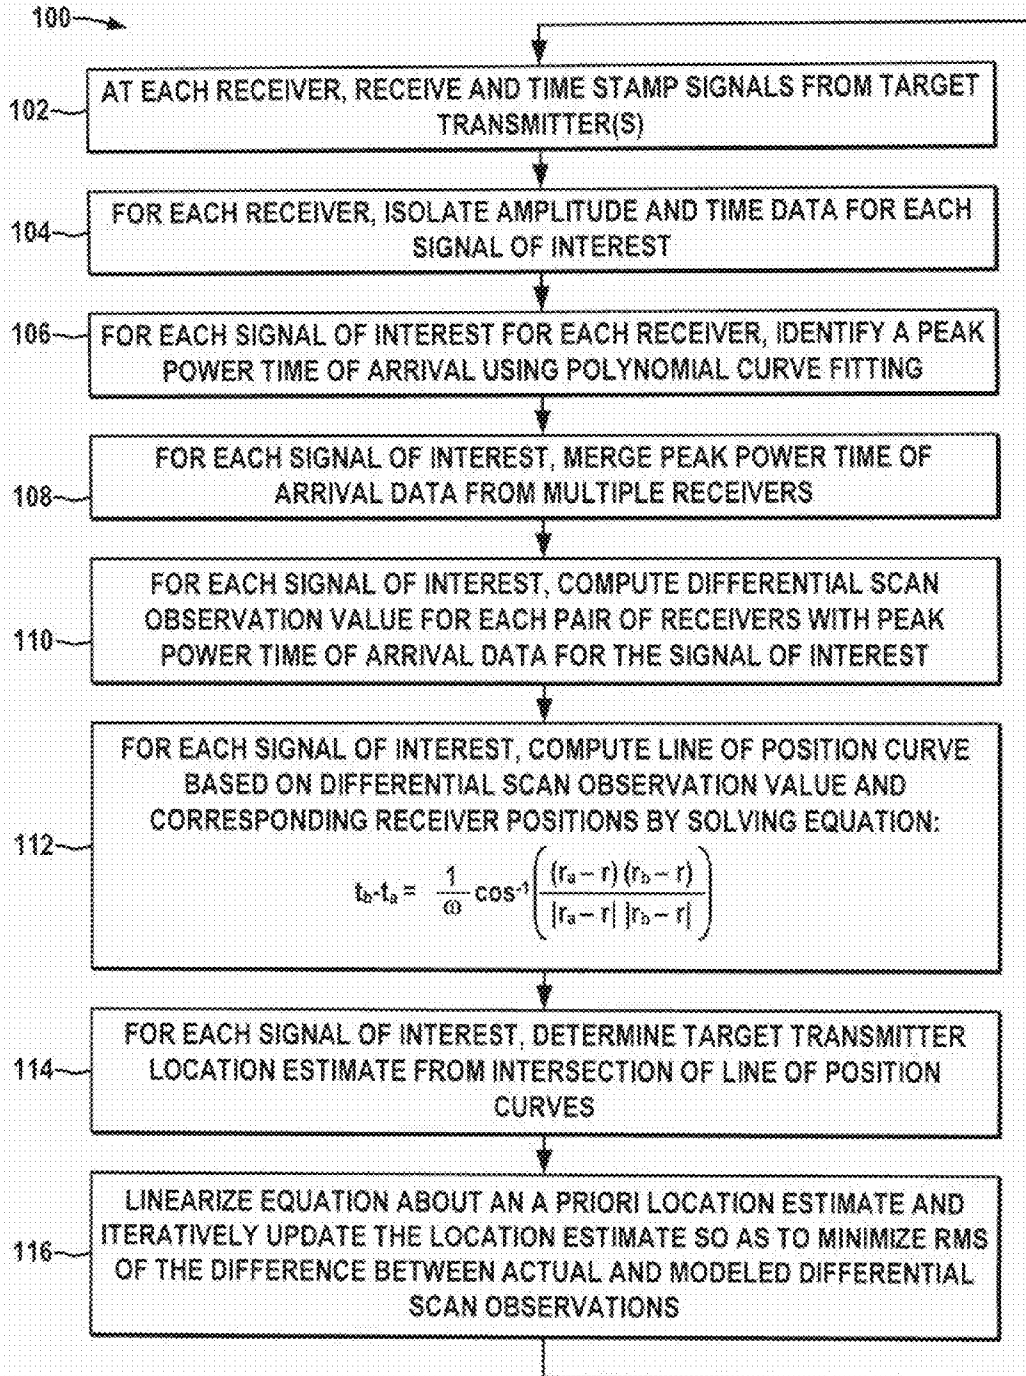 100
102
AT EACH RECEIVER, RECEIVE AND TIME STAMP SIGNALS FROM TARGET
TRANSMITTER(S)
104
FOR EACH RECEIVER, ISOLATE AMPLITUDE AND TIME DATA FOR EACH
SIGNAL OF INTEREST
106
FOR EACH SIGNAL OF INTEREST FOR EACH RECEIVER, IDENTIFY A PEAK
POWER TIME OF ARRIVAL USING POLYNOMIAL CURVE FITTING
108
FOR EACH SIGNAL OF INTEREST, MERGE PEAK POWER TIME OF
ARRIVAL DATA FROM MULTIPLE RECEIVERS
110
FOR EACH SIGNAL OF INTEREST, COMPUTE DIFFERENTIAL SCAN
OBSERVATION VALUE FOR EACH PAIR OF RECEIVERS WITH PEAK
POWER TIME OF ARRIVAL DATA FOR THE SIGNAL OF INTEREST
112
FOR EACH SIGNAL OF INTEREST, COMPUTE LINE OF POSITION CURVE
BASED ON DIFFERENTIAL SCAN OBSERVATION VALUE AND
CORRESPONDING RECEIVER POSITIONS BY SOLVING EQUATION:
t_b-t_a = 1/ω cos⁻¹((r_a – r) (r_b – r) / |r_a – r| |r_b – r|)
114
FOR EACH SIGNAL OF INTEREST, DETERMINE TARGET TRANSMITTER
LOCATION ESTIMATE FROM INTERSECTION OF LINE OF POSITION
CURVES
116
LINEARIZE EQUATION ABOUT AN A PRIORI LOCATION ESTIMATE AND
ITERATIVELY UPDATE THE LOCATION ESTIMATE SO AS TO MINIMIZE RMS
OF THE DIFFERENCE BETWEEN ACTUAL AND MODELED DIFFERENTIAL
SCAN OBSERVATIONS